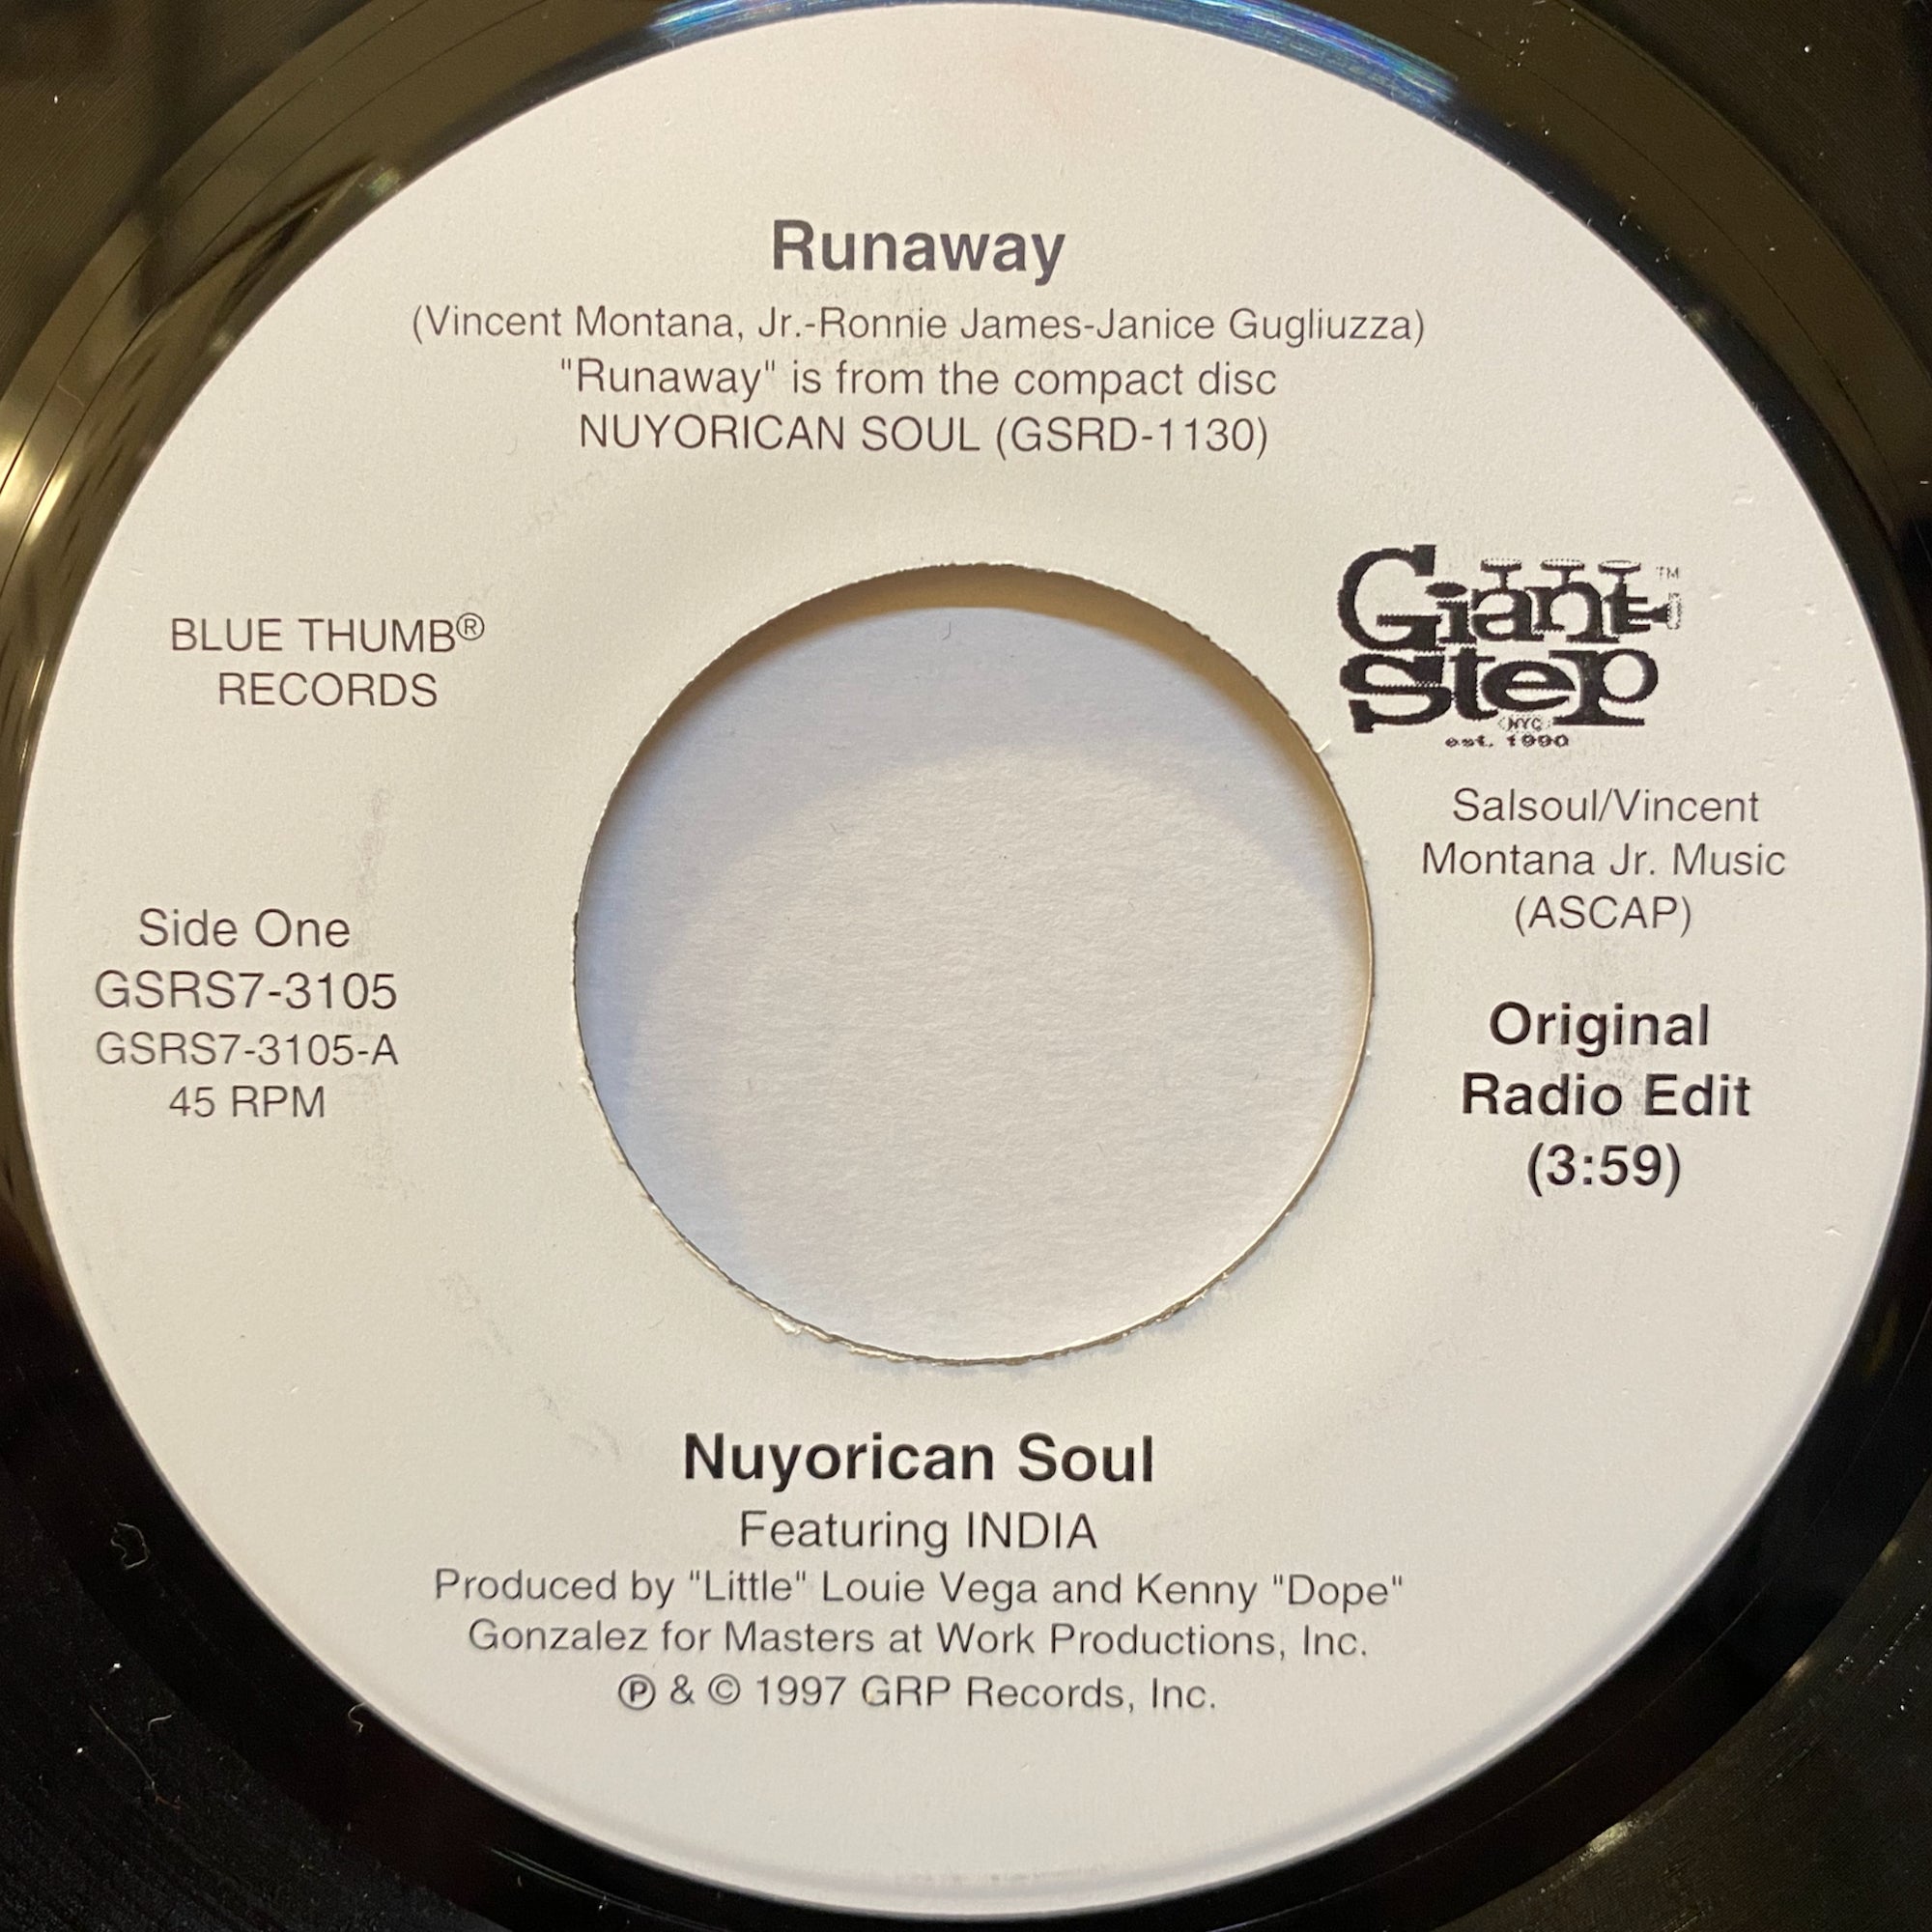 Runaway
(Vincent Montana, Jr.-Ronnie James-Janice Gugliuzza)
"Runaway" is from the compact disc
NUYORICAN SOUL (GSRD-1130)
BLUE THUMB®
RECORDS
Giant
Step
™
NYC
est. 1990
Salsoul/Vincent
Montana Jr. Music
(ASCAP)
Side One
GSRS7-3105
GSRS7-3105-A
45 RPM
Original
Radio Edit
(3:59)
Nuyorican Soul
Featuring INDIA
Produced by "Little" Louie Vega and Kenny "Dope"
Gonzalez for Masters at Work Productions, Inc.
℗ & © 1997 GRP Records, Inc.